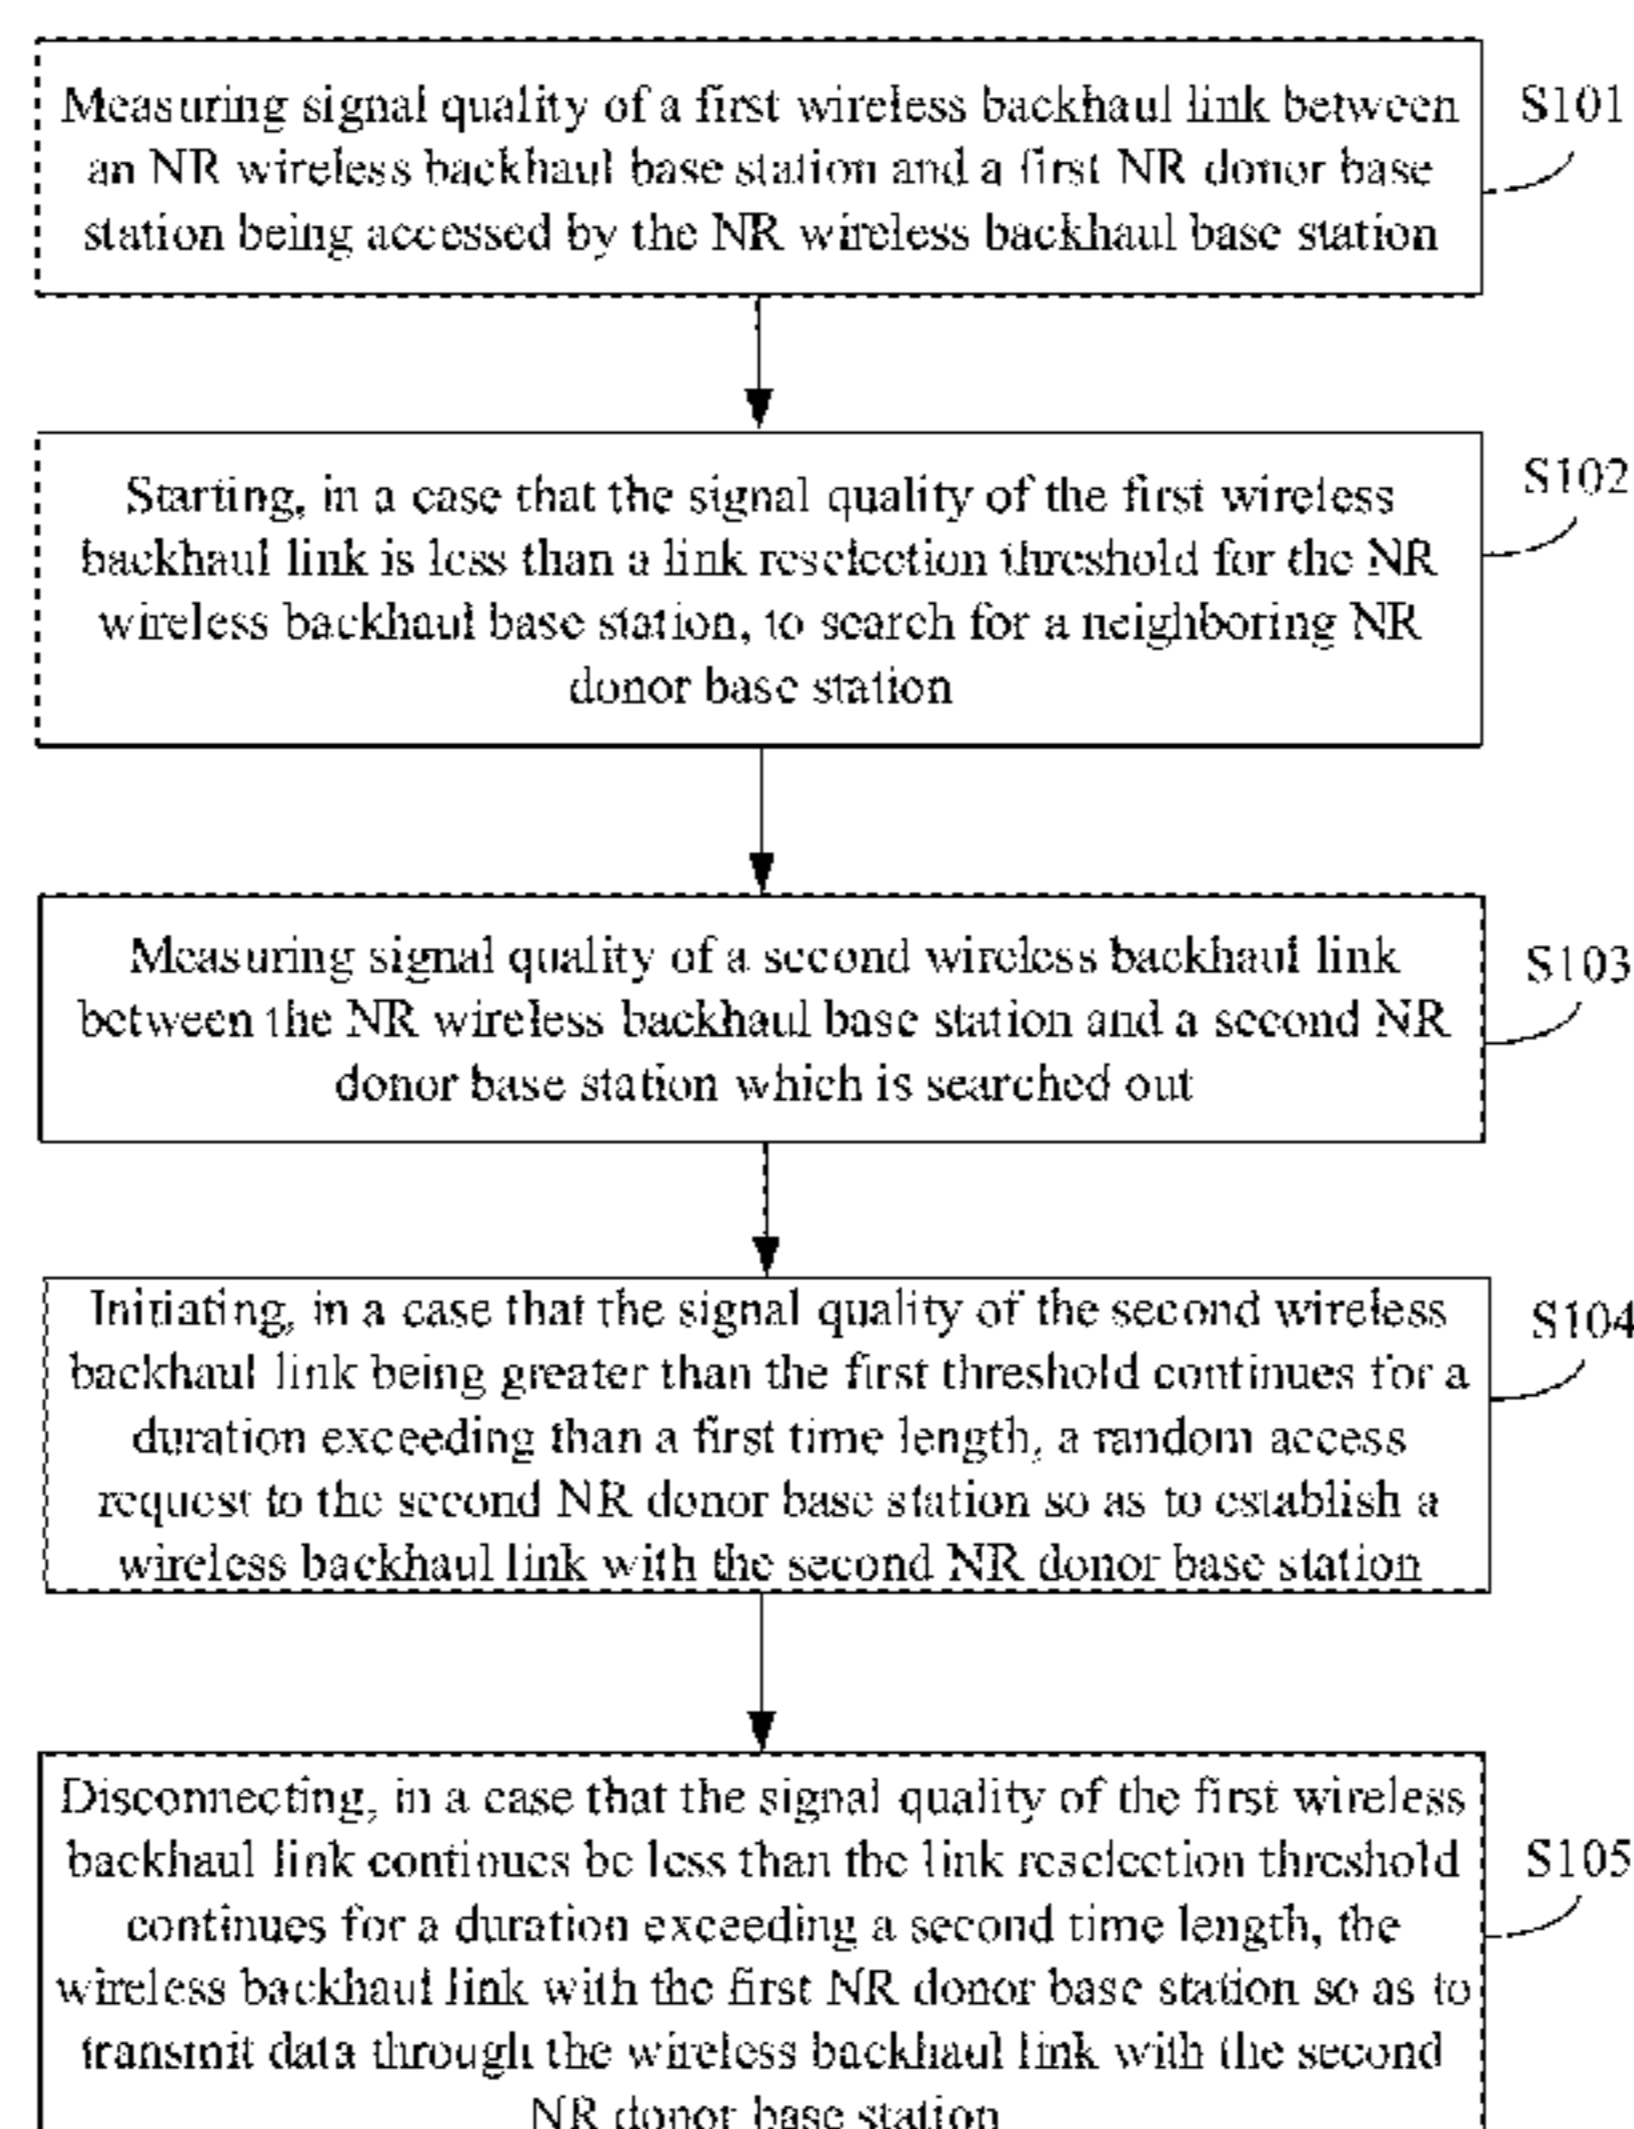 Measuring signal quality of a first wireless backhaul link between
an NR wireless backhaul base station and a first NR donor base
station being accessed by the NR wireless backhaul base station
S101
Starting, in a case that the signal quality of the first wireless
backhaul link is less than a link reselection threshold for the NR
wireless backhaul base station, to search for a neighboring NR
donor base station
S102
Measuring signal quality of a second wireless backhaul link
between the NR wireless backhaul base station and a second NR
donor base station which is searched out
S103
Initiating, in a case that the signal quality of the second wireless
backhaul link being greater than the first threshold continues for a
duration exceeding than a first time length, a random access
request to the second NR donor base station so as to establish a
wireless backhaul link with the second NR donor base station
S104
Disconnecting, in a case that the signal quality of the first wireless
backhaul link continues be less than the link reselection threshold
continues for a duration exceeding a second time length, the
wireless backhaul link with the first NR donor base station so as to
transmit data through the wireless backhaul link with the second
NR donor base station
S105